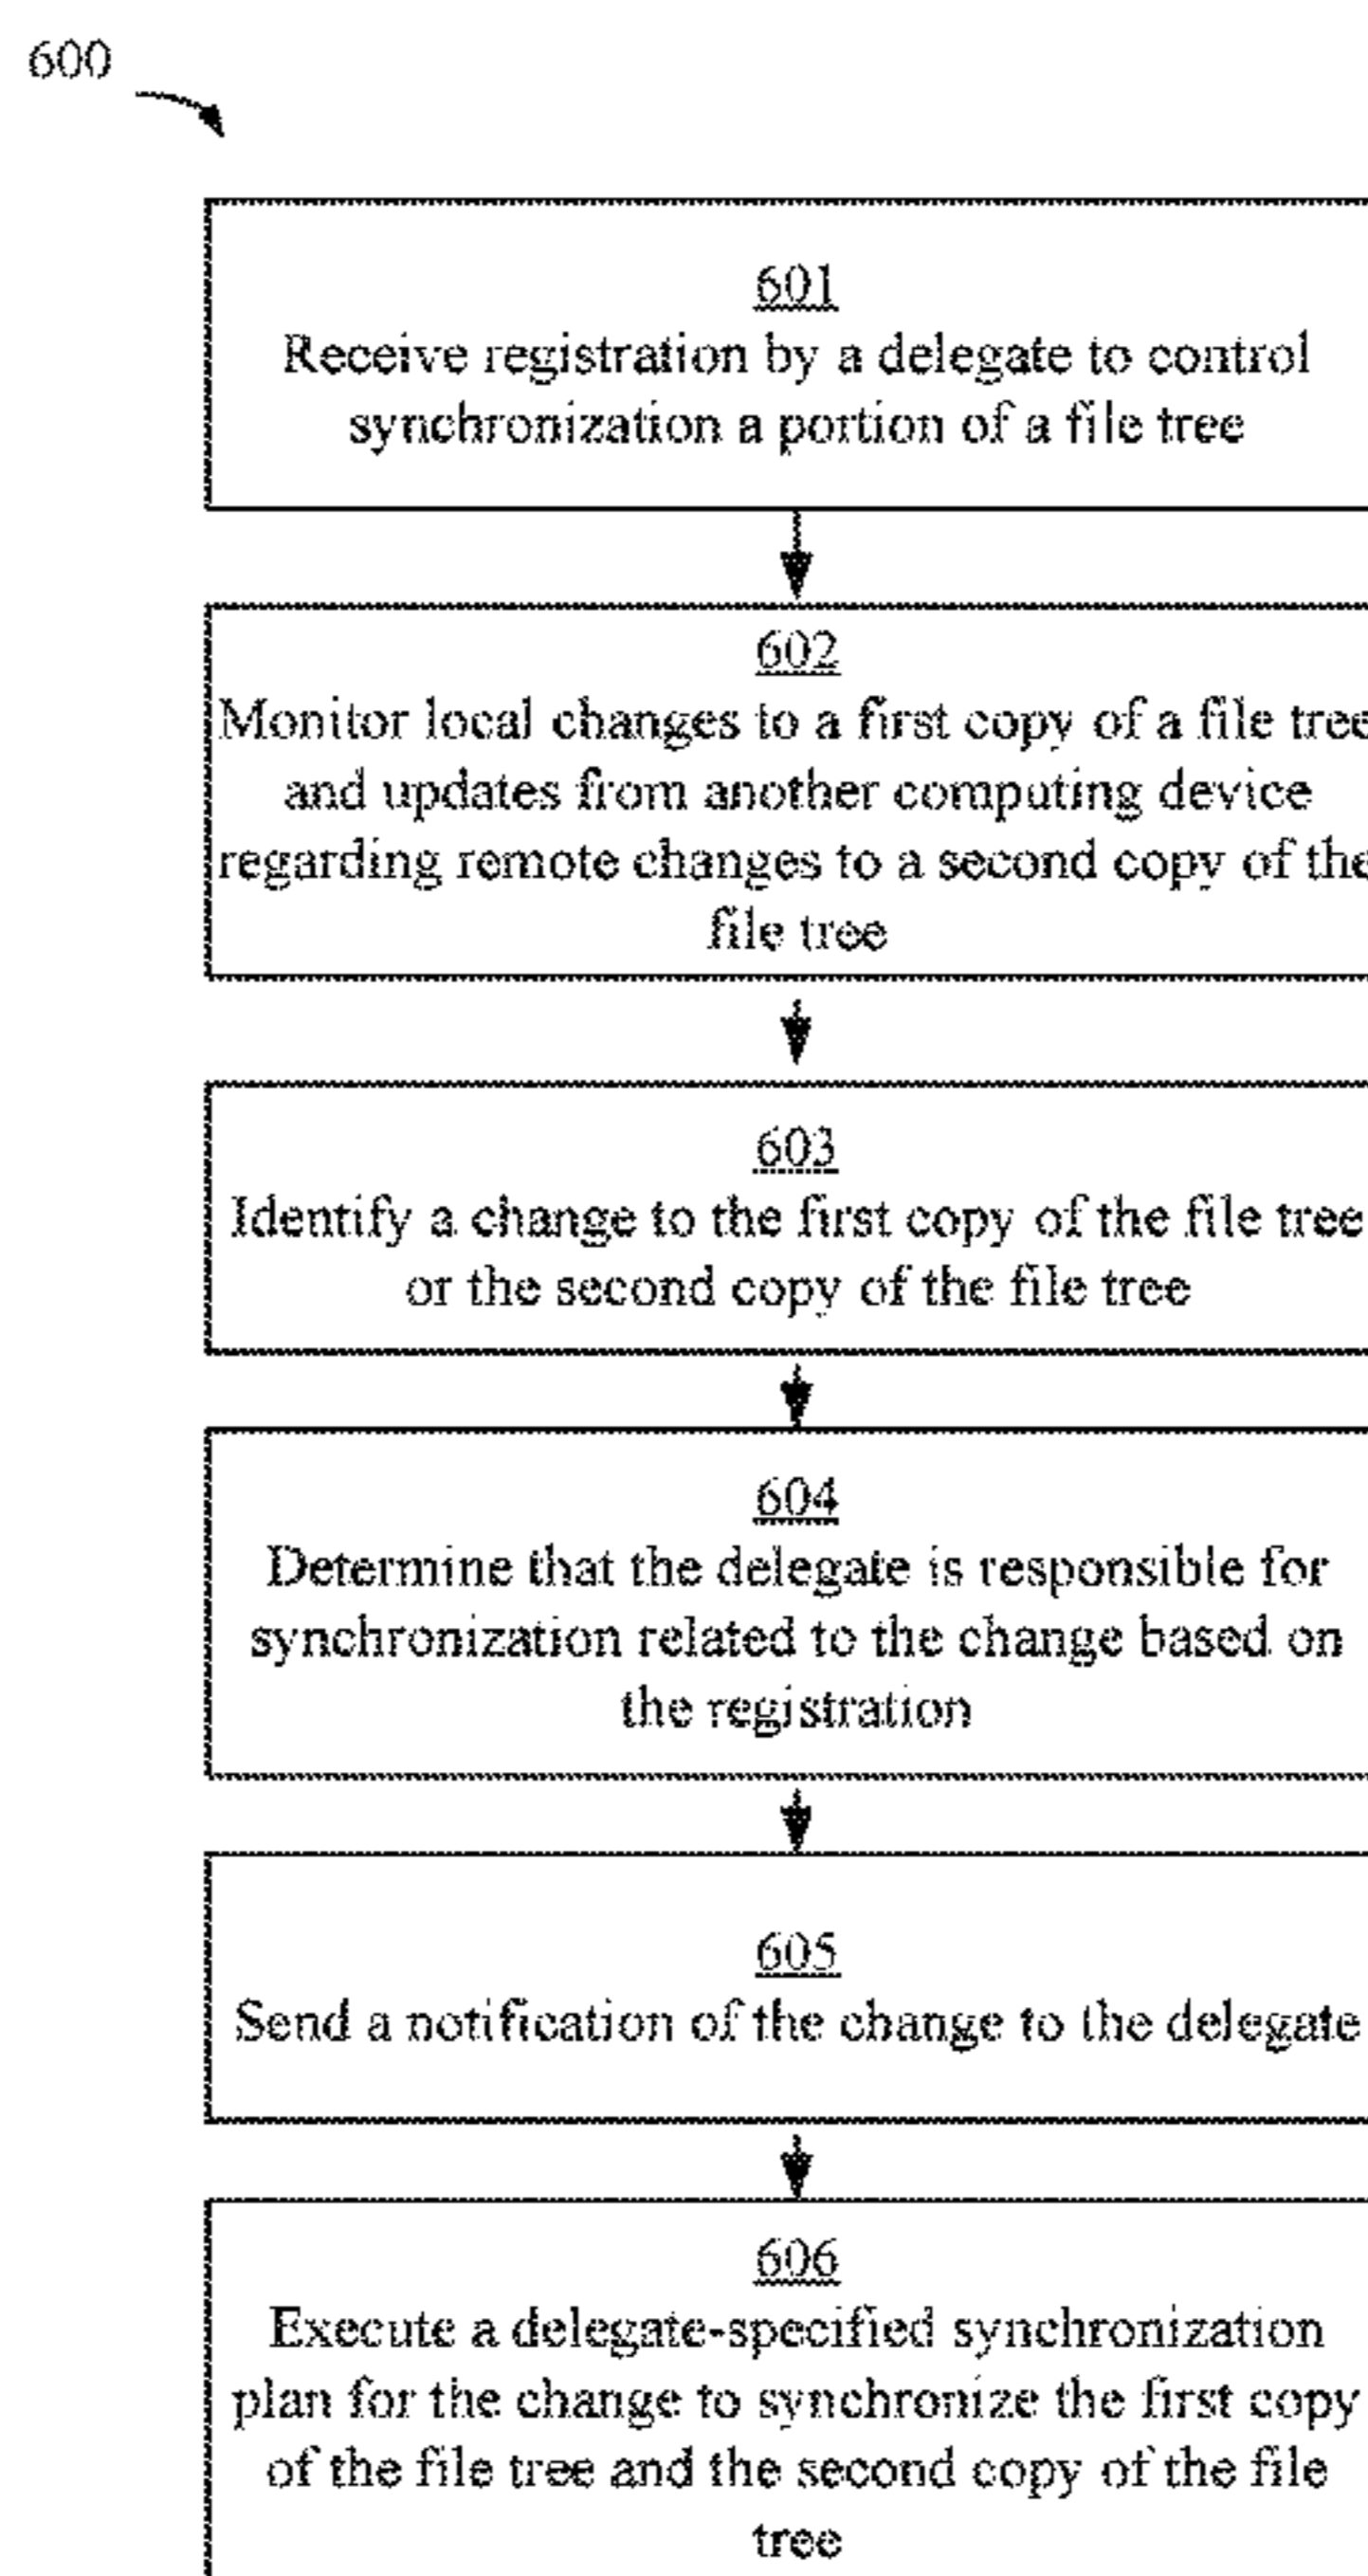 600
601
Receive registration by a delegate to control
synchronization a portion of a file tree
602
Monitor local changes to a first copy of a file tree
and updates from another computing device
regarding remote changes to a second copy of the
file tree
603
Identify a change to the first copy of the file tree
or the second copy of the file tree
604
Determine that the delegate is responsible for
synchronization related to the change based on
the registration
605
Send a notification of the change to the delegate
606
Execute a delegate-specified synchronization
plan for the change to synchronize the first copy
of the file tree and the second copy of the file
tree